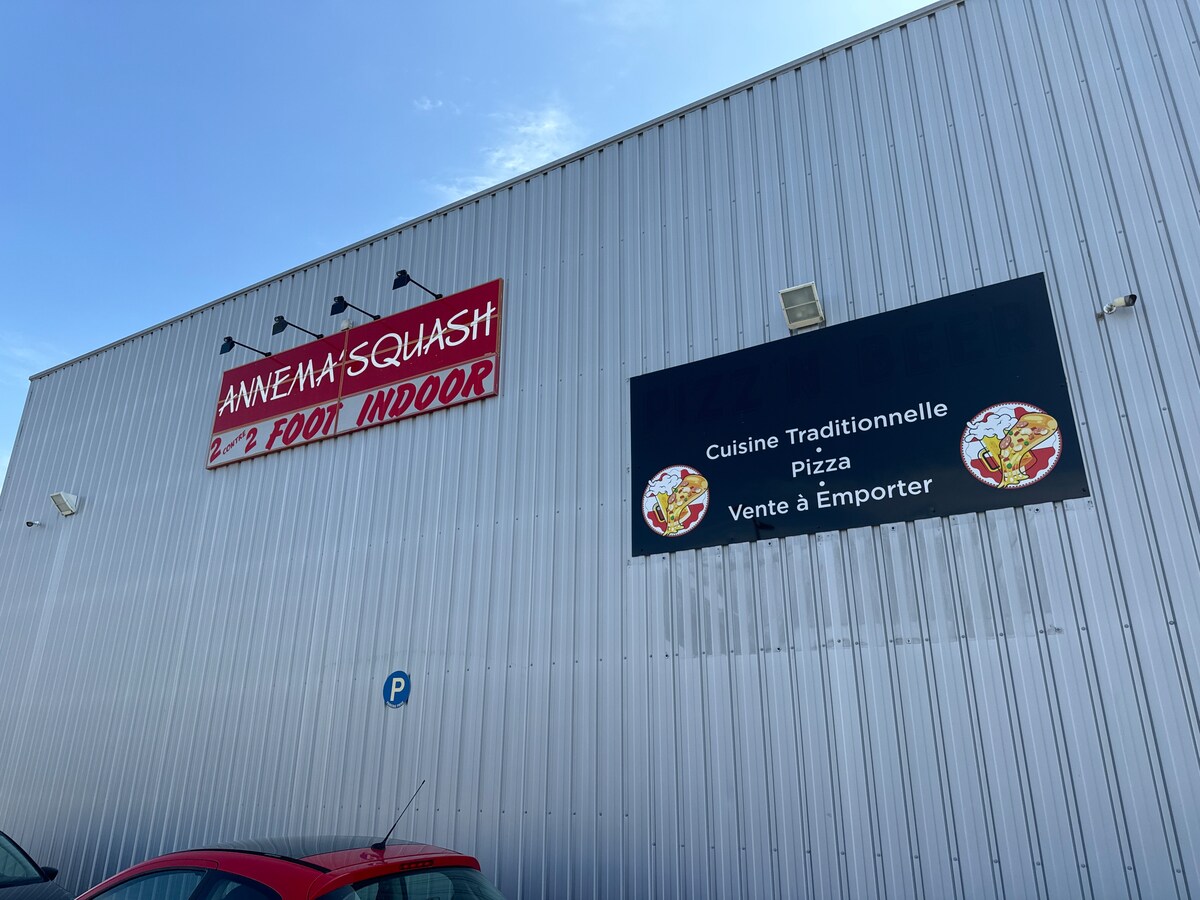 ANNEMA'SQUASH
2 CONTRE 2 FOOT INDOOR
Cuisine Traditionnelle
•
Pizza
•
Vente à Emporter
P